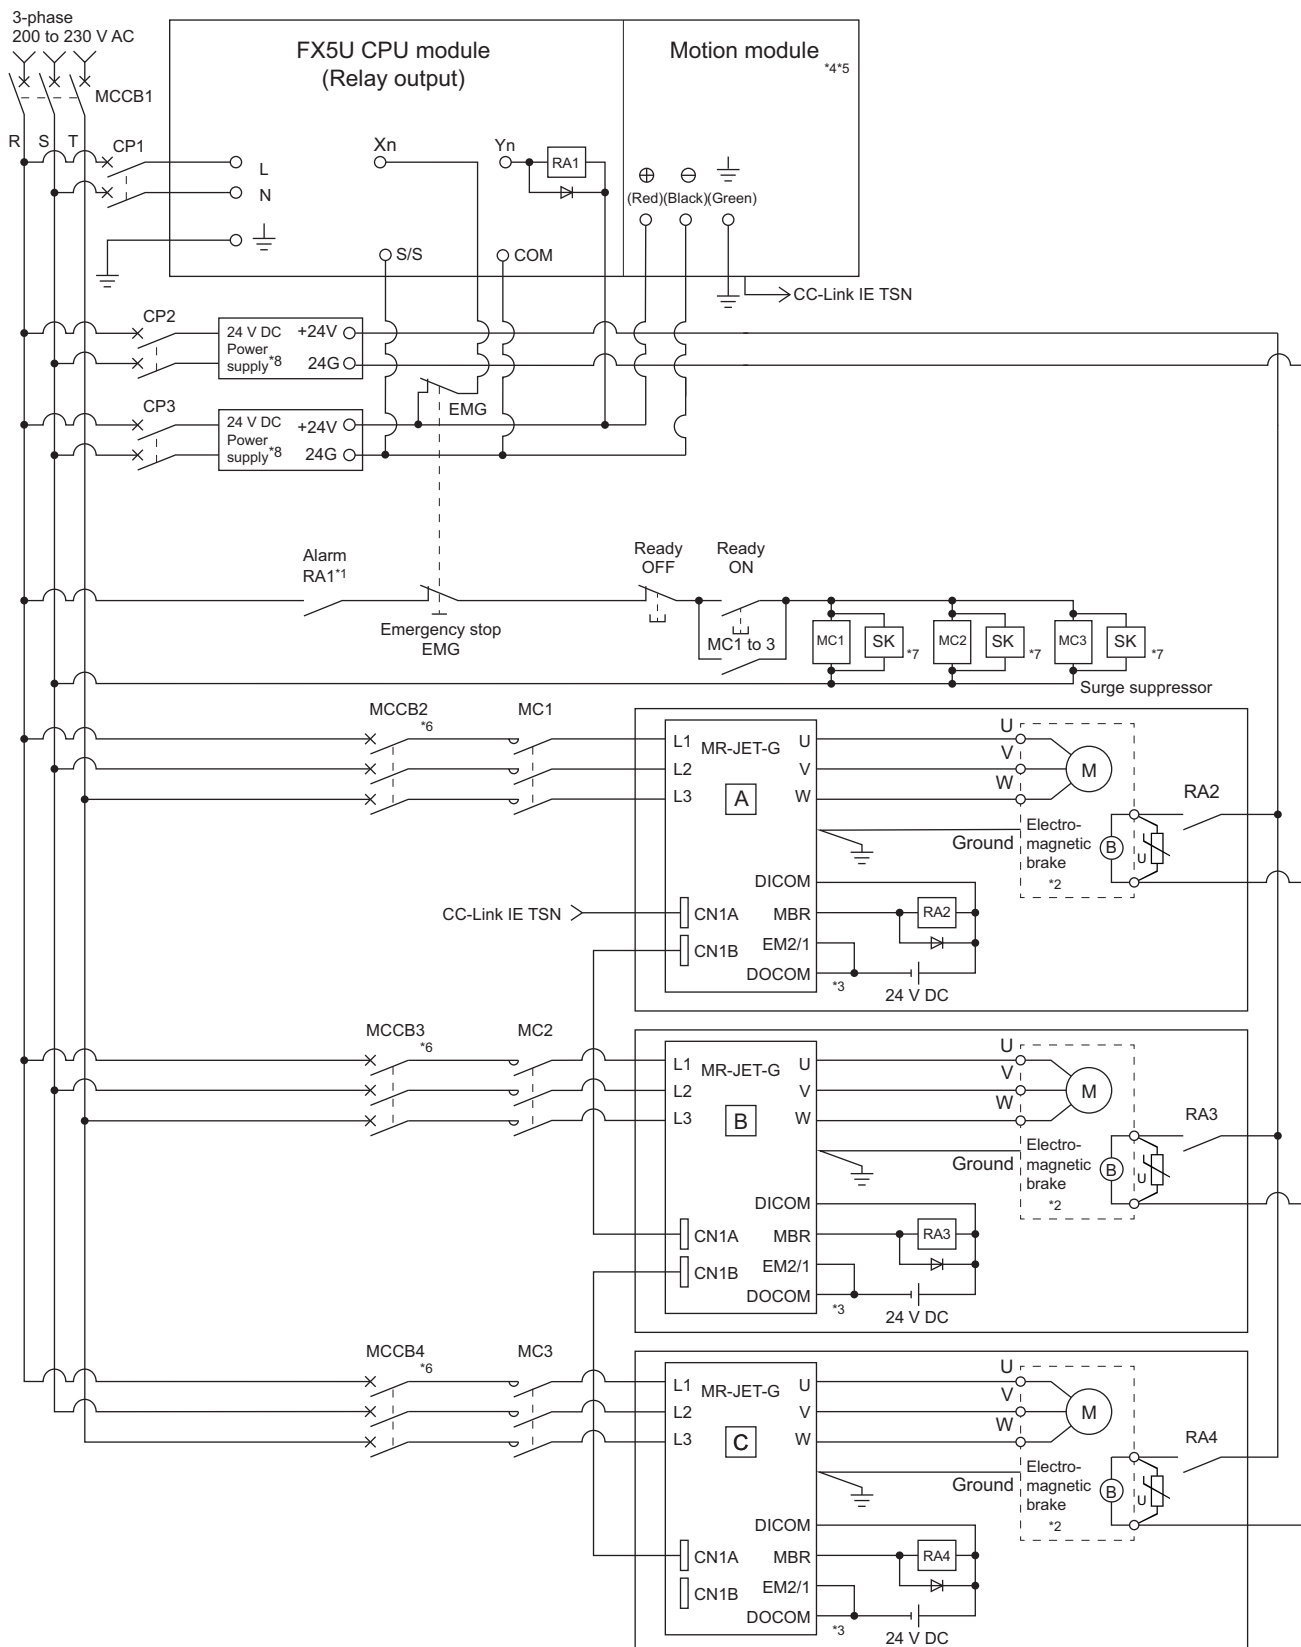 3-phase
200 to 230 V AC
MCCB1
R S T
CP1
FX5U CPU module
(Relay output)
Motion module
*4*5
L
N
Xn
Yn
RA1
(Red)(Black)(Green)
S/S
COM
CC-Link IE TSN
CP2
24 V DC
Power
supply*8
+24V
24G
EMG
CP3
24 V DC
Power
supply*8
+24V
24G
Alarm
RA1*1
Emergency stop
EMG
Ready
OFF
Ready
ON
MC1 to 3
MC1
SK
*7
MC2
SK
*7
MC3
SK
*7
Surge suppressor
MCCB2
*6
MC1
L1
L2
L3
MR-JET-G
A
U
V
W
U
V
W
M
RA2
Ground
Electro-
magnetic
brake
*2
B
U
DICOM
MBR
EM2/1
DOCOM
*3
RA2
24 V DC
CC-Link IE TSN
CN1A
CN1B
MCCB3
*6
MC2
L1
L2
L3
MR-JET-G
B
U
V
W
U
V
W
M
RA3
Ground
Electro-
magnetic
brake
*2
B
U
DICOM
MBR
EM2/1
DOCOM
*3
RA3
24 V DC
CN1A
CN1B
MCCB4
*6
MC3
L1
L2
L3
MR-JET-G
C
U
V
W
U
V
W
M
RA4
Ground
Electro-
magnetic
brake
*2
B
U
DICOM
MBR
EM2/1
DOCOM
*3
RA4
24 V DC
CN1A
CN1B